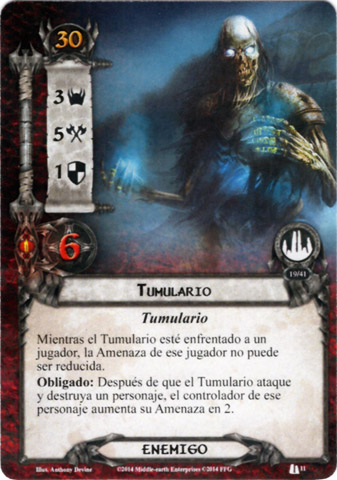 30
3
5
1
6
19/41
Tumulario
Tumulario
Mientras el Tumulario esté enfrentado a un
jugador, la Amenaza de ese jugador no puede
ser reducida.
Obligado: Después de que el Tumulario ataque
y destruya un personaje, el controlador de ese
personaje aumenta su Amenaza en 2.
ENEMIGO
Illus. Anthony Devine ©2014 Middle-earth Enterprises ©2014 FFG 11